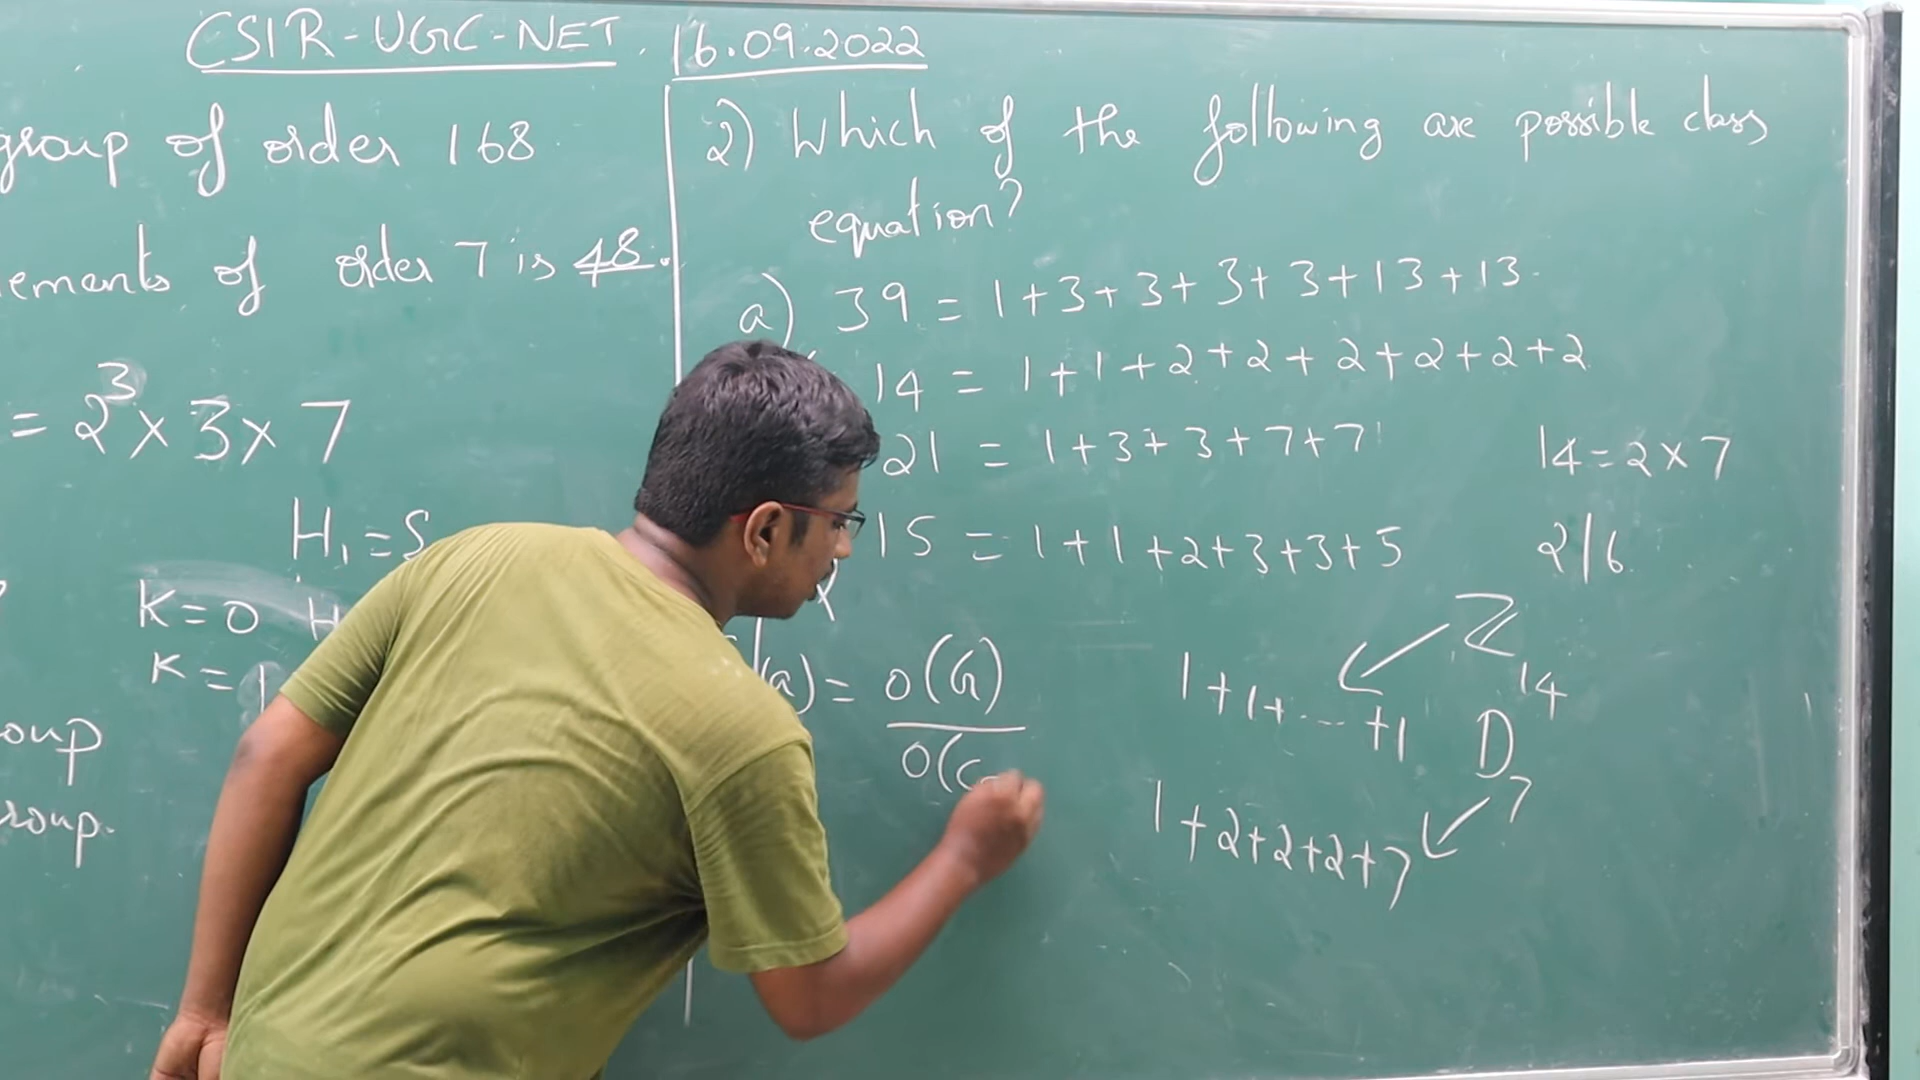 CSIR-UGC-NET. 16.09.2022
group of order 168.
ements of order 7 is 48.
= 2³ × 3 × 7
H₁ = S
K = 0 H
K = 1
oup
roup.
2) Which of the following are possible class
equation?
a) 39 = 1+3+3+3+3+13+13.
14 = 1+1+2+2+2+2+2+2
21 = 1+3+3+7+7
15 = 1+1+2+3+3+5
X
14 = 2 × 7
2/6
(a) = o(G)
o(C
Z₁₄
1+1+...+1
D₇
1+2+2+2+7